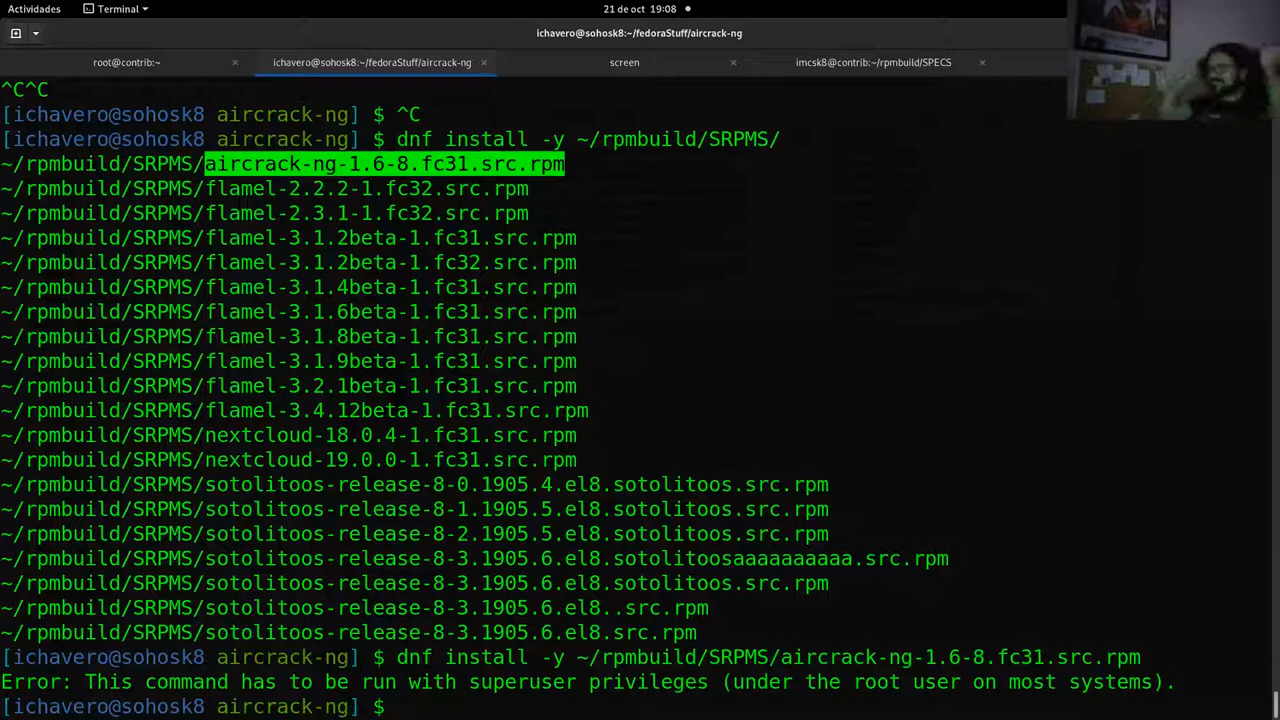 Actividades Terminal 21 de oct 19:08
ichavero@sohosk8:~/fedoraStuff/aircrack-ng
root@contrib:~ × ichavero@sohosk8:~/fedoraStuff/aircrack-ng × screen × imcsk8@contrib:~/rpmbuild/SPECS ×
^C^C
[ichavero@sohosk8 aircrack-ng] $ ^C
[ichavero@sohosk8 aircrack-ng] $ dnf install -y ~/rpmbuild/SRPMS/
~/rpmbuild/SRPMS/aircrack-ng-1.6-8.fc31.src.rpm
~/rpmbuild/SRPMS/flamel-2.2.2-1.fc32.src.rpm
~/rpmbuild/SRPMS/flamel-2.3.1-1.fc32.src.rpm
~/rpmbuild/SRPMS/flamel-3.1.2beta-1.fc31.src.rpm
~/rpmbuild/SRPMS/flamel-3.1.2beta-1.fc32.src.rpm
~/rpmbuild/SRPMS/flamel-3.1.4beta-1.fc31.src.rpm
~/rpmbuild/SRPMS/flamel-3.1.6beta-1.fc31.src.rpm
~/rpmbuild/SRPMS/flamel-3.1.8beta-1.fc31.src.rpm
~/rpmbuild/SRPMS/flamel-3.1.9beta-1.fc31.src.rpm
~/rpmbuild/SRPMS/flamel-3.2.1beta-1.fc31.src.rpm
~/rpmbuild/SRPMS/flamel-3.4.12beta-1.fc31.src.rpm
~/rpmbuild/SRPMS/nextcloud-18.0.4-1.fc31.src.rpm
~/rpmbuild/SRPMS/nextcloud-19.0.0-1.fc31.src.rpm
~/rpmbuild/SRPMS/sotolitoos-release-8-0.1905.4.el8.sotolitoos.src.rpm
~/rpmbuild/SRPMS/sotolitoos-release-8-1.1905.5.el8.sotolitoos.src.rpm
~/rpmbuild/SRPMS/sotolitoos-release-8-2.1905.5.el8.sotolitoos.src.rpm
~/rpmbuild/SRPMS/sotolitoos-release-8-3.1905.6.el8.sotolitoosaaaaaaaaaa.src.rpm
~/rpmbuild/SRPMS/sotolitoos-release-8-3.1905.6.el8.sotolitoos.src.rpm
~/rpmbuild/SRPMS/sotolitoos-release-8-3.1905.6.el8..src.rpm
~/rpmbuild/SRPMS/sotolitoos-release-8-3.1905.6.el8.src.rpm
[ichavero@sohosk8 aircrack-ng] $ dnf install -y ~/rpmbuild/SRPMS/aircrack-ng-1.6-8.fc31.src.rpm
Error: This command has to be run with superuser privileges (under the root user on most systems).
[ichavero@sohosk8 aircrack-ng] $